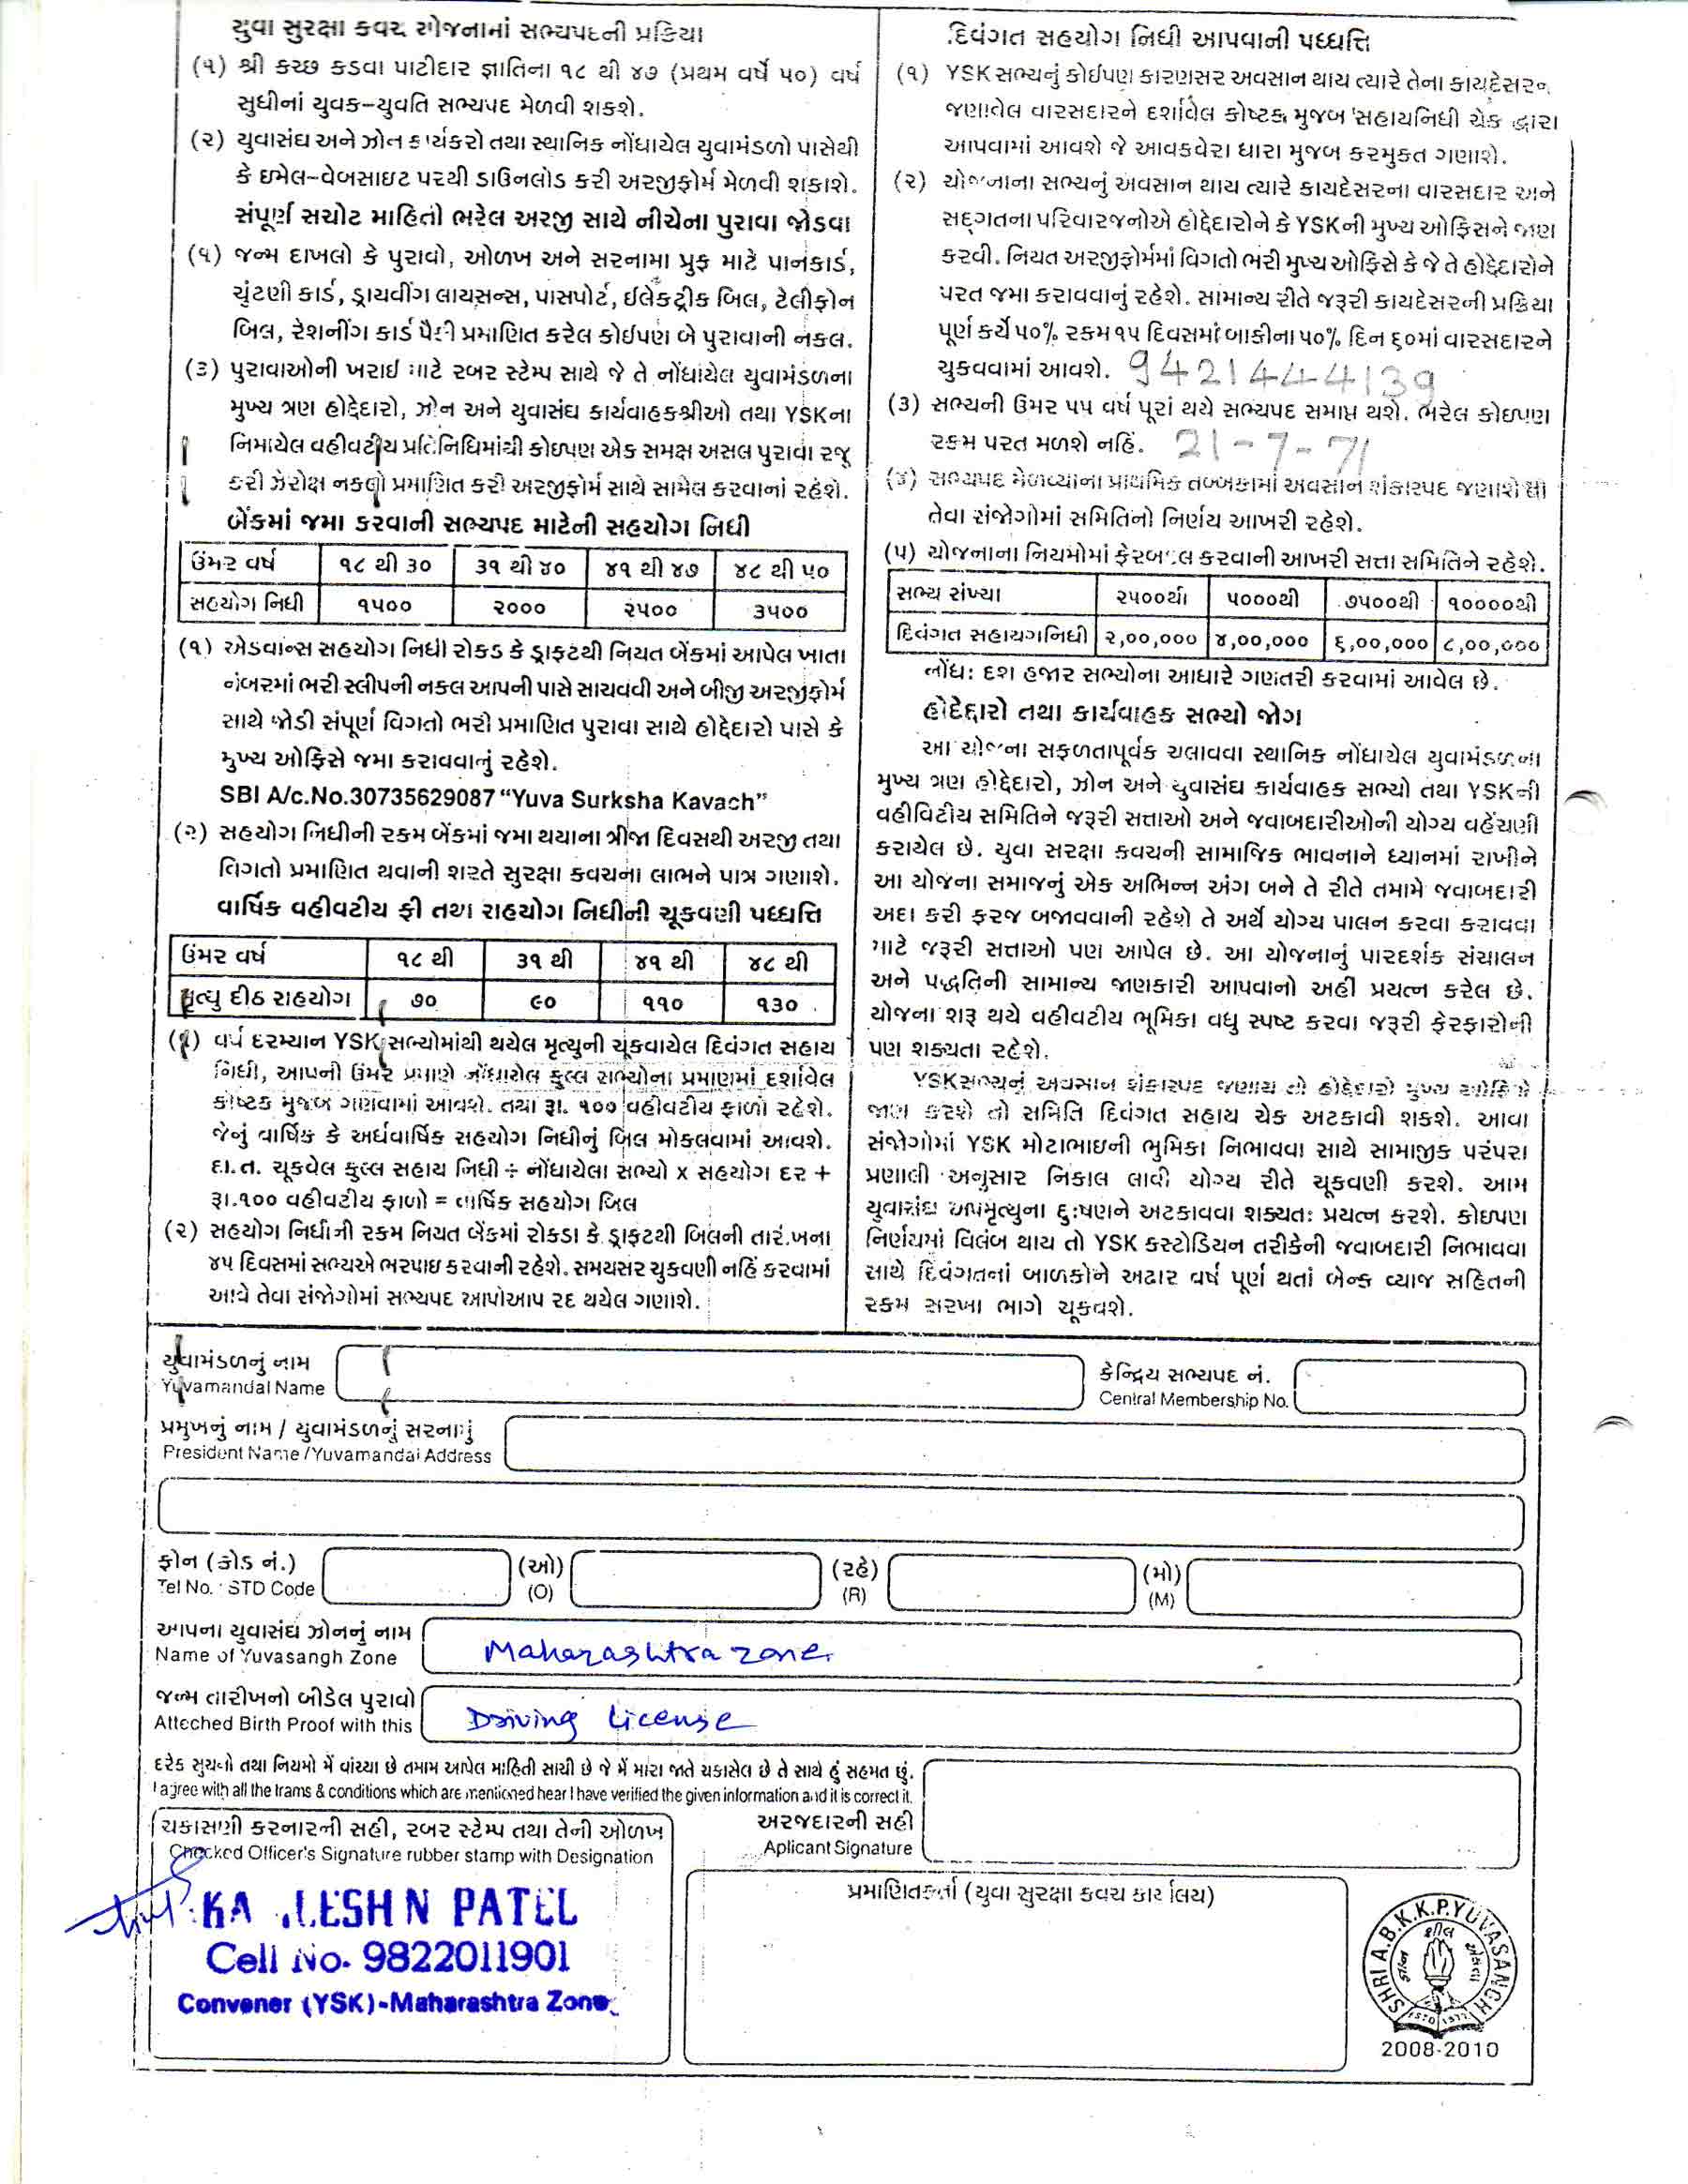 યુવા સુરક્ષા કવચ યોજનાનાં સભ્યપદની પ્રક્રિયા
(૧) શ્રી કચ્છ કડવા પાટીદાર જ્ઞાતિના ૧૮ થી ૪૭ (પ્રથમ વર્ષે ૫૦) વર્ષ
સુધીનાં યુવક-યુવતિ સભ્યપદ મેળવી શકશે.
(૨) યુવાસંઘ અને ઝોન કાર્યકરો તથા સ્થાનિક નોંધાયેલ યુવામંડળો પાસેથી
કે ઇમેલ-વેબસાઇટ પરથી ડાઉનલોડ કરી અરજીફોર્મ મેળવી શકાશે.
સંપૂર્ણ સચોટ માહિતી ભરેલ અરજી સાથે નીચેના પુરાવા જોડવા
(૧) જન્મ દાખલો કે પુરાવો, ઓળખ અને સરનામા પ્રુફ માટે પાનકાર્ડ,
ચૂંટણી કાર્ડ, ડ્રાયવીંગ લાયસન્સ, પાસપોર્ટ, ઈલેકટ્રીક બિલ, ટેલીફોન
બિલ, રેશનીંગ કાર્ડ પૈકી પ્રમાણિત કરેલ કોઈપણ બે પુરાવાની નકલ.
(૩) પુરાવાઓની ખરાઇ માટે રબર સ્ટેમ્પ સાથે જે તે નોંધાયેલ યુવામંડળના
મુખ્ય ત્રણ હોદ્દેદારો, ઝોન અને યુવાસંઘ કાર્યવાહકશ્રીઓ તથા YSKના
નિમાયેલ વહીવટીય પ્રતિનિધિમાંથી કોઇપણ એક સમક્ષ અસલ પુરાવા રજૂ
કરી ઝેરોક્ષ નકલો પ્રમાણિત કરી અરજીફોર્મ સાથે સામેલ કરવાનાં રહેશે.
બેંકમાં જમા કરવાની સભ્યપદ માટેની સહયોગ નિધી
ઉંમર વર્ષ ૧૮ થી ૩૦ ૩૧ થી ૪૦ ૪૧ થી ૪૭ ૪૮ થી ૫૦
સહયોગ નિધી ૧૫૦૦ ૨૦૦૦ ૨૫૦૦ ૩૫૦૦
(૧) એડવાન્સ સહયોગ નિધી રોકડ કે ડ્રાફટથી નિયત બેંકમાં આપેલ ખાતા
નંબરમાં ભરી સ્લીપની નકલ આપની પાસે સાચવવી અને બીજી અરજીફોર્મ
સાથે જોડી સંપૂર્ણ વિગતો ભરી પ્રમાણિત પુરાવા સાથે હોદ્દેદારો પાસે કે
મુખ્ય ઓફિસે જમા કરાવવાનું રહેશે.
SBI A/c.No.30735629087 “Yuva Surksha Kavach”
(૨) સહયોગ નિધીની રકમ બેંકમાં જમા થયાના ત્રીજા દિવસથી અરજી તથા
વિગતો પ્રમાણિત થવાની શરતે સુરક્ષા કવચના લાભને પાત્ર ગણાશે.
વાર્ષિક વહીવટીય ફી તથા સહયોગ નિધીની ચૂકવણી પધ્ધતિ
ઉંમર વર્ષ ૧૮ થી ૩૧ થી ૪૧ થી ૪૮ થી
મૃત્યુ દીઠ સહયોગ ૭૦ ૯૦ ૧૧૦ ૧૩૦
(૧) વર્ષ દરમ્યાન YSK સભ્યોમાંથી થયેલ મૃત્યુની ચૂકવાયેલ દિવંગત સહાય
નિધી, આપની ઉંમર પ્રમાણે નોંધાયેલ કુલ્લ સભ્યોના પ્રમાણમાં દર્શાવેલ
કોષ્ટક મુજબ ગણવામાં આવશે. તથા રૂા. ૧૦૦ વહીવટીય ફાળો રહેશે.
જેનું વાર્ષિક કે અર્ધવાર્ષિક સહયોગ નિધીનું બિલ મોકલવામાં આવશે.
દા.ત. ચૂકવેલ કુલ્લ સહાય નિધી ÷ નોંધાયેલા સભ્યો x સહયોગ દર +
રૂા.૧૦૦ વહીવટીય ફાળો = વાર્ષિક સહયોગ બિલ
(૨) સહયોગ નિધીની રકમ નિયત બેંકમાં રોકડા કે ડ્રાફટથી બિલની તારીખના
૪૫ દિવસમાં સભ્યએ ભરપાઇ કરવાની રહેશે. સમયસર ચુકવણી નહિં કરવામાં
આવે તેવા સંજોગોમાં સભ્યપદ આપોઆપ રદ થયેલ ગણાશે.
દિવંગત સહયોગ નિધી આપવાની પધ્ધતિ
(૧) YSK સભ્યનું કોઇપણ કારણસર અવસાન થાય ત્યારે તેના કાયદેસરના
જણાવેલ વારસદારને દર્શાવેલ કોષ્ટક મુજબ સહાયનિધી ચેક દ્વારા
આપવામાં આવશે જે આવકવેરા ધારા મુજબ કરમુકત ગણાશે.
(૨) યોજનાના સભ્યનું અવસાન થાય ત્યારે કાયદેસરના વારસદાર અને
સદ્‌ગતના પરિવારજનોએ હોદ્દેદારોને કે YSKની મુખ્ય ઓફિસને જાણ
કરવી. નિયત અરજીફોર્મમાં વિગતો ભરી મુખ્ય ઓફિસે કે જે તે હોદ્દેદારોને
પરત જમા કરાવવાનું રહેશે. સામાન્ય રીતે જરૂરી કાયદેસરની પ્રક્રિયા
પૂર્ણ કર્યે ૫૦% રકમ ૧૫ દિવસમાં બાકીના ૫૦% દિન ૬૦માં વારસદારને
ચુકવવામાં આવશે. 9421444139
(૩) સભ્યની ઉંમર ૫૫ વર્ષ પૂરાં થયે સભ્યપદ સમાપ્ત થશે. ભરેલ કોઇપણ
રકમ પરત મળશે નહિં. 21-7-71
(૪) સભ્યપદ મેળવ્યાના પ્રાથમિક તબ્બકામાં અવસાન શંકાસ્પદ જણાશે તો
તેવા સંજોગોમાં સમિતિનો નિર્ણય આખરી રહેશે.
(૫) યોજનાના નિયમોમાં ફેરબદલ કરવાની આખરી સત્તા સમિતિને રહેશે.
સભ્ય સંખ્યા ૨૫૦૦થી ૫૦૦૦થી ૭૫૦૦થી ૧૦૦૦૦થી
દિવંગત સહાયગનિધી ૨,૦૦,૦૦૦ ૪,૦૦,૦૦૦ ૬,૦૦,૦૦૦ ૮,૦૦,૦૦૦
નોંધ: દશ હજાર સભ્યોના આધારે ગણતરી કરવામાં આવેલ છે.
હોદેદ્દારો તથા કાર્યવાહક સભ્યો જોગ
આ યોજના સફળતાપૂર્વક ચલાવવા સ્થાનિક નોંધાયેલ યુવામંડળના
મુખ્ય ત્રણ હોદ્દેદારો, ઝોન અને યુવાસંઘ કાર્યવાહક સભ્યો તથા YSKની
વહીવિટીય સમિતિને જરૂરી સત્તાઓ અને જવાબદારીઓની યોગ્ય વહેંચણી
કરાયેલ છે. યુવા સરક્ષા કવચની સામાજિક ભાવનાને ધ્યાનમાં રાખીને
આ યોજના સમાજનું એક અભિન્ન અંગ બને તે રીતે તમામે જવાબદારી
અદા કરી ફરજ બજાવવાની રહેશે તે અર્થે યોગ્ય પાલન કરવા કરાવવા
માટે જરૂરી સત્તાઓ પણ આપેલ છે. આ યોજનાનું પારદર્શક સંચાલન
અને પદ્ધતિની સામાન્ય જાણકારી આપવાનો અહીં પ્રયત્ન કરેલ છે.
યોજના શરૂ થયે વહીવટીય ભૂમિકા વધુ સ્પષ્ટ કરવા જરૂરી ફેરફારોની
પણ શક્યતા રહેશે.
YSK સભ્યનું અવસાન શંકાસ્પદ જણાય તો હોદ્દેદારો મુખ્ય ઓફિસે
જાણ કરશે તો સમિતિ દિવંગત સહાય ચેક અટકાવી શકશે. આવા
સંજોગોમાં YSK મોટાભાઇની ભુમિકા નિભાવવા સાથે સામાજીક પરંપરા
પ્રણાલી અનુસાર નિકાલ લાવી યોગ્ય રીતે ચૂકવણી કરશે. આમ
યુવાસંઘ અપમૃત્યુના દુઃષણને અટકાવવા શક્યતઃ પ્રયત્ન કરશે. કોઇપણ
નિર્ણયમાં વિલંબ થાય તો YSK કસ્ટોડિયન તરીકેની જવાબદારી નિભાવવા
સાથે દિવંગતનાં બાળકોને અઢાર વર્ષ પૂર્ણ થતાં બેન્ક વ્યાજ સહિતની
રકમ સરખા ભાગે ચૂકવશે.
યુવામંડળનું નામ
Yuvamandal Name
કેન્દ્રિય સભ્યપદ નં.
Central Membership No.
પ્રમુખનું નામ / યુવામંડળનું સરનામું
President Name /Yuvamandal Address
ફોન (કોડ નં.) (ઓ) (રહે) (મો)
Tel No. : STD Code (O) (R) (M)
આપના યુવાસંઘ ઝોનનું નામ
Name of Yuvasangh Zone Maharashtra zone.
જન્મ તારીખનો બીડેલ પુરાવો
Atteched Birth Proof with this Driving License
દરેક સુચનો તથા નિયમો મેં વાંચ્યા છે તમામ આપેલ માહિતી સાચી છે જે મેં મારા જાતે ચકાસેલ છે તે સાથે હું સહમત છું.
I agree with all the trams & conditions which are mentioned hear I have verified the given information and it is correct it.
અરજદારની સહી
Aplicant Signature
ચકાસણી કરનારની સહી, રબર સ્ટેમ્પ તથા તેની ઓળખ
Checked Officer's Signature rubber stamp with Designation
KA LESH N PATEL
Cell No. 9822011901
Convener (YSK)-Maharashtra Zone
પ્રમાણિતકર્તા (યુવા સુરક્ષા કવચ કાર્યાલય)
SHRI A.B.K.K.P.YUVASANGH
2008-2010